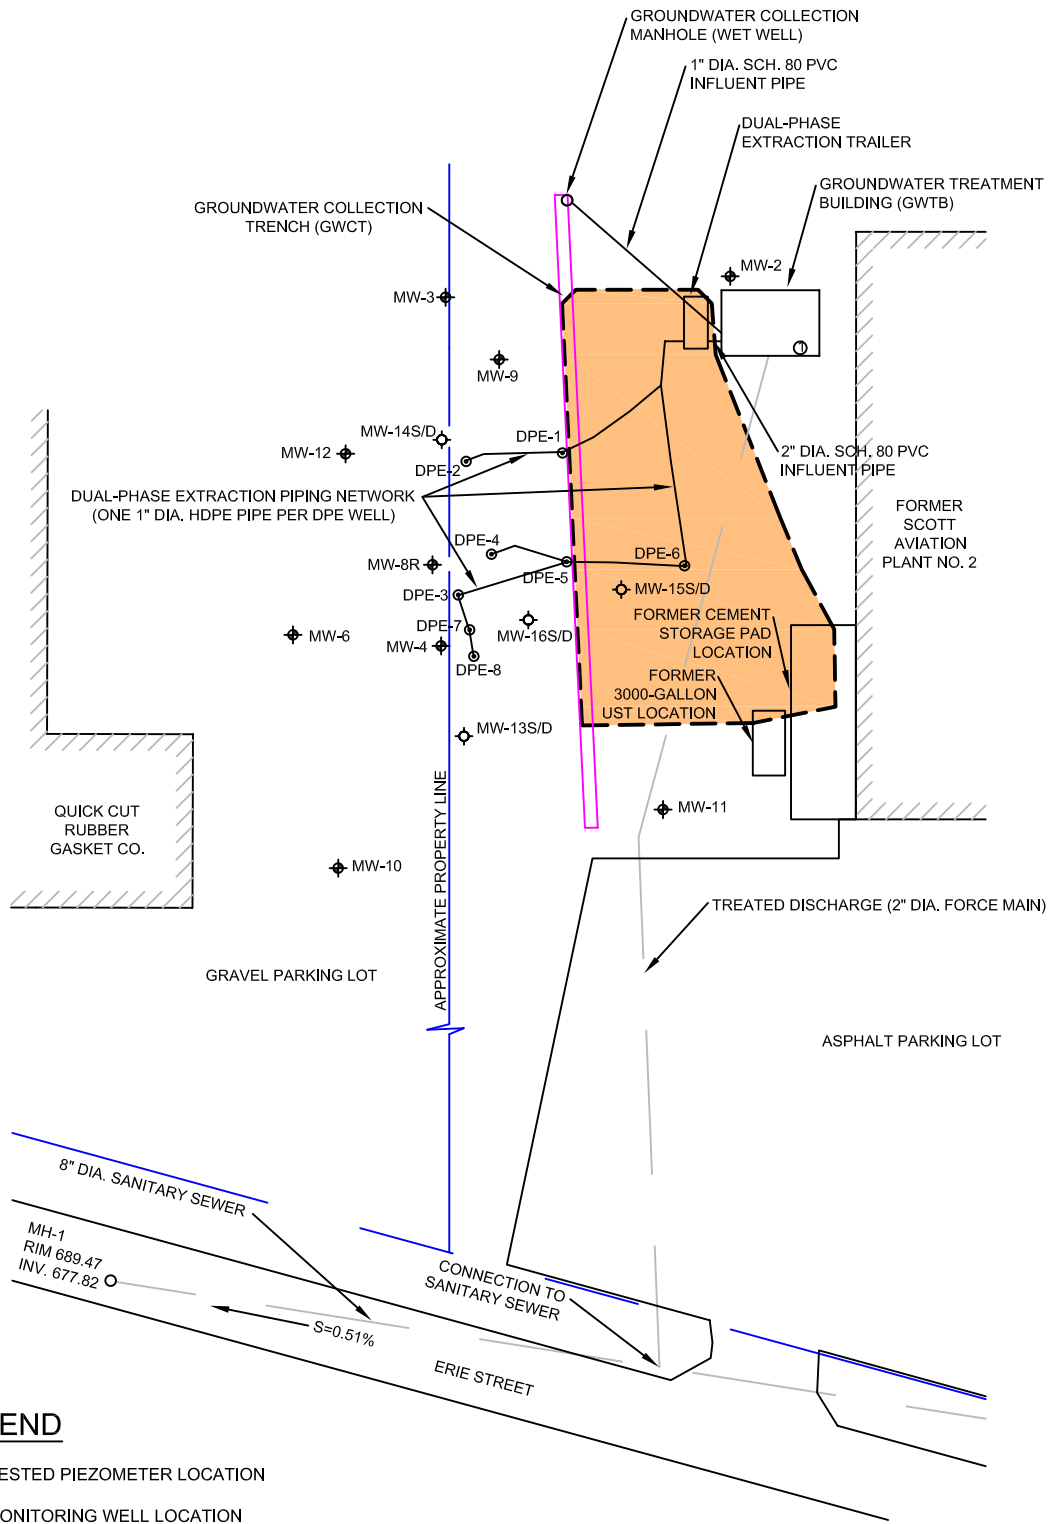 GROUNDWATER COLLECTION
MANHOLE (WET WELL)
1" DIA. SCH. 80 PVC
INFLUENT PIPE
DUAL-PHASE
EXTRACTION TRAILER
GROUNDWATER TREATMENT
BUILDING (GWTB)
GROUNDWATER COLLECTION
TRENCH (GWCT)
MW-2
MW-3
1
MW-9
MW-14S/D
DPE-1
MW-12
DPE-2
2" DIA. SCH. 80 PVC
INFLUENT PIPE
DUAL-PHASE EXTRACTION PIPING NETWORK
(ONE 1" DIA. HDPE PIPE PER DPE WELL)
FORMER
SCOTT
AVIATION
PLANT NO. 2
DPE-4
DPE-6
MW-8R
DPE-5
DPE-3
MW-15S/D
FORMER CEMENT
STORAGE PAD
LOCATION
DPE-7
MW-16S/D
MW-6
MW-4
DPE-8
FORMER
3000-GALLON
UST LOCATION
MW-13S/D
QUICK CUT
RUBBER
GASKET CO.
MW-11
MW-10
APPROXIMATE PROPERTY LINE
TREATED DISCHARGE (2" DIA. FORCE MAIN)
GRAVEL PARKING LOT
ASPHALT PARKING LOT
8" DIA. SANITARY SEWER
MH-1
RIM 689.47
INV. 677.82
CONNECTION TO
SANITARY SEWER
S=0.51%
ERIE STREET
END
ESTED PIEZOMETER LOCATION
ONITORING WELL LOCATION